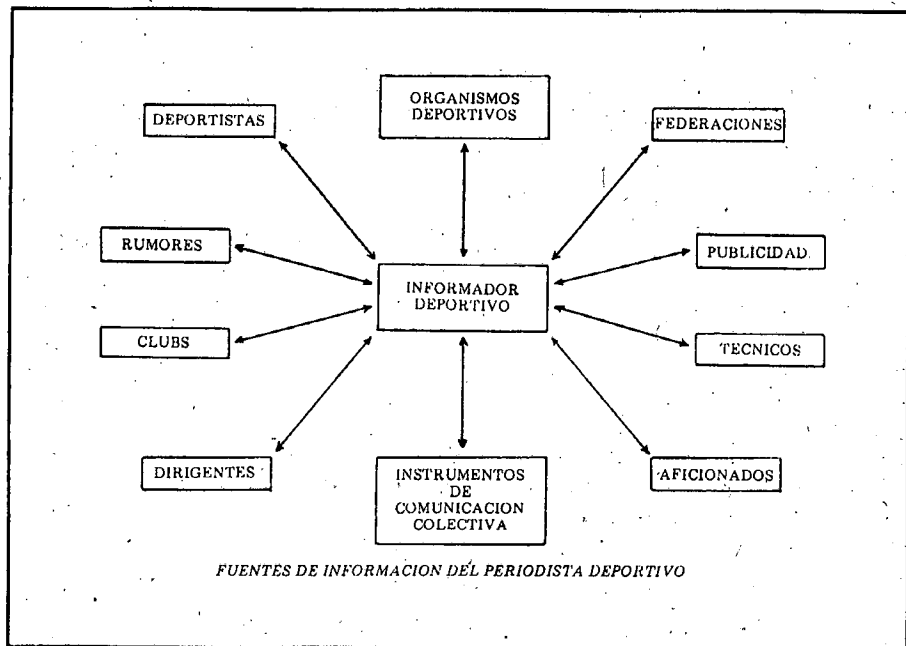 ORGANISMOS
DEPORTIVOS
DEPORTISTAS
FEDERACIONES
RUMORES
PUBLICIDAD
INFORMADOR
DEPORTIVO
CLUBS
TECNICOS
DIRIGENTES
INSTRUMENTOS
DE
COMUNICACION
COLECTIVA
AFICIONADOS
FUENTES DE INFORMACION DEL PERIODISTA DEPORTIVO